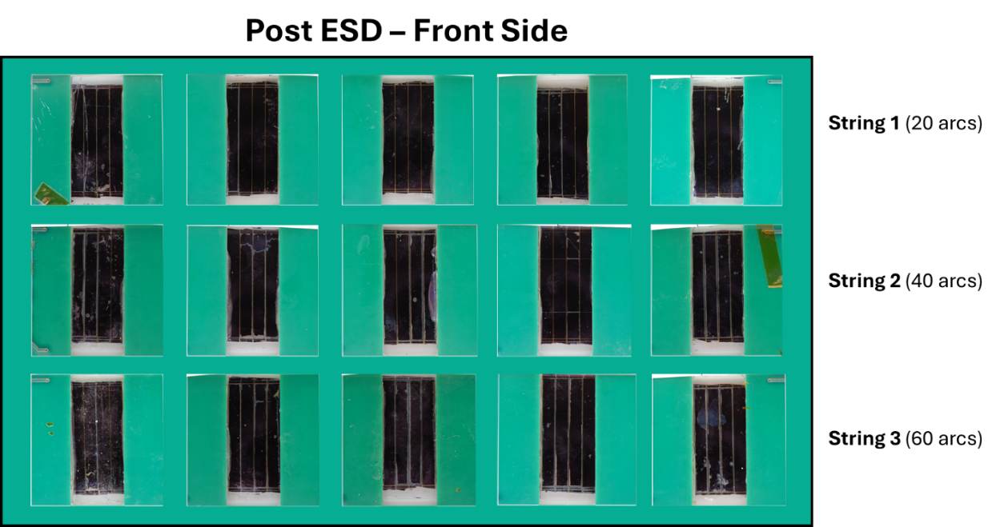 Post ESD – Front Side
String 1 (20 arcs)
String 2 (40 arcs)
String 3 (60 arcs)